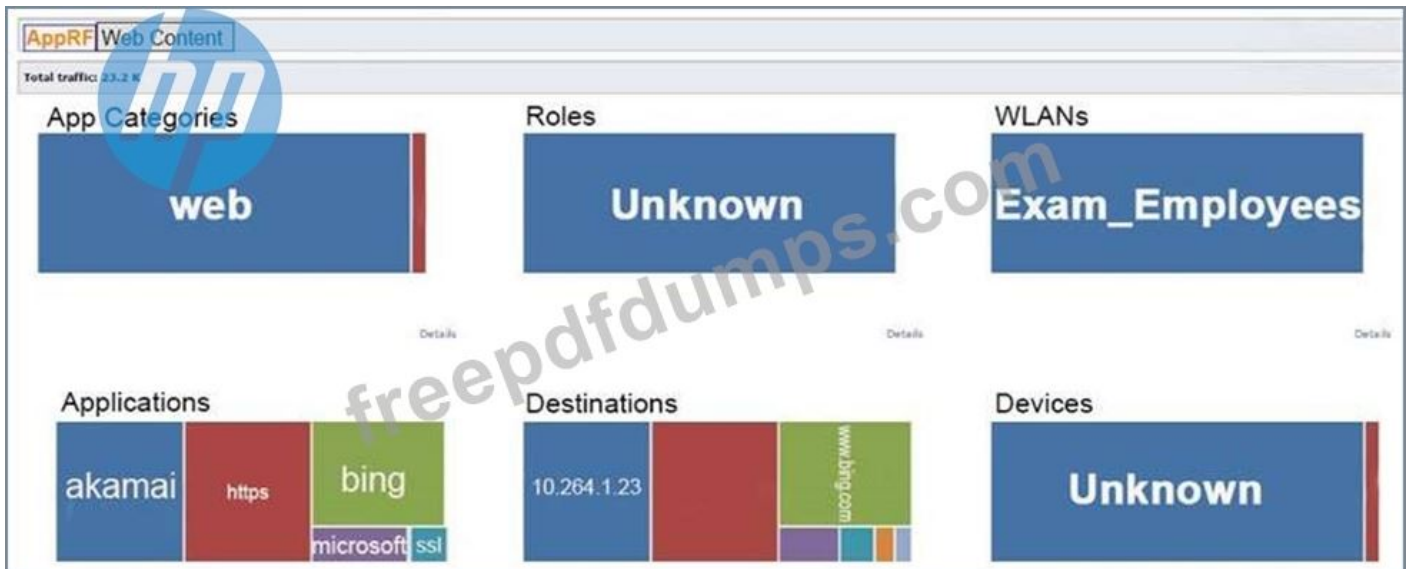 AppRF Web Content
Total traffic: 23.2 K
hp
App Categories
Roles
WLANs
web
Unknown
Exam_Employees
Details
Details
Details
freepdfdumps.com
Applications
Destinations
Devices
akamai
https
bing
microsoft
ssl
10.264.1.23
www.bing.com
Unknown